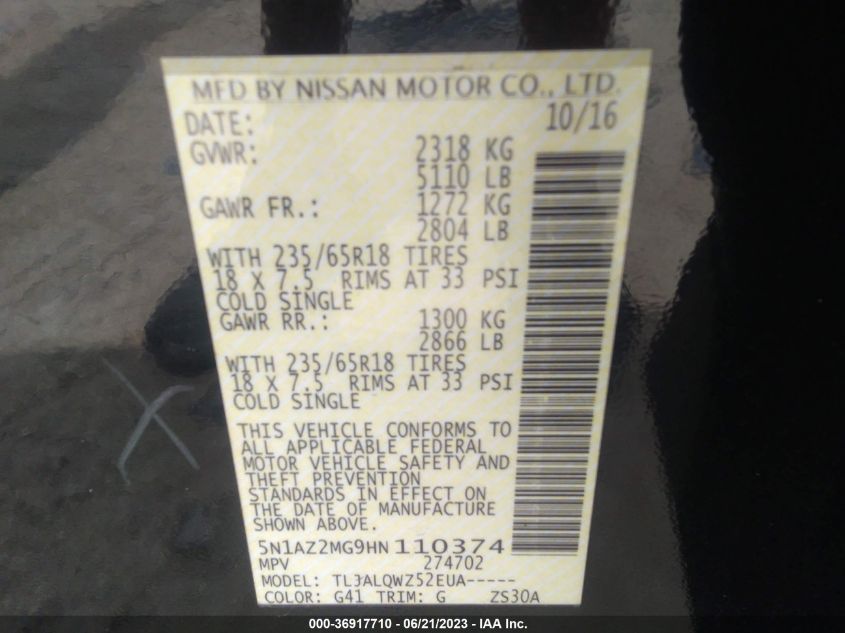 MFD BY NISSAN MOTOR CO., LTD.
DATE: 10/16
GVWR: 2318 KG
5110 LB
GAWR FR.: 1272 KG
2804 LB
WITH 235/65R18 TIRES
18 X 7.5 RIMS AT 33 PSI
COLD SINGLE
GAWR RR.: 1300 KG
2866 LB
WITH 235/65R18 TIRES
18 X 7.5 RIMS AT 33 PSI
COLD SINGLE
THIS VEHICLE CONFORMS TO
ALL APPLICABLE FEDERAL
MOTOR VEHICLE SAFETY AND
THEFT PREVENTION
STANDARDS IN EFFECT ON
THE DATE OF MANUFACTURE
SHOWN ABOVE.
5N1AZ2MG9HN110374
MPV 274702
MODEL: TL3ALQWZ52EUA-----
COLOR: G41 TRIM: G ZS30A
000-36917710 - 06/21/2023 - IAA Inc.